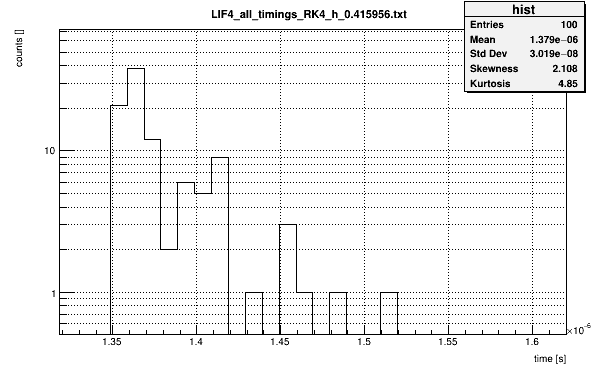 LIF4_all_timings_RK4_h_0.415956.txt
hist
Entries 100
Mean 1.379e−06
Std Dev 3.019e−08
Skewness 2.108
Kurtosis 4.85
counts []
10
1
1.35 1.4 1.45 1.5 1.55 1.6
×10⁻⁶
time [s]